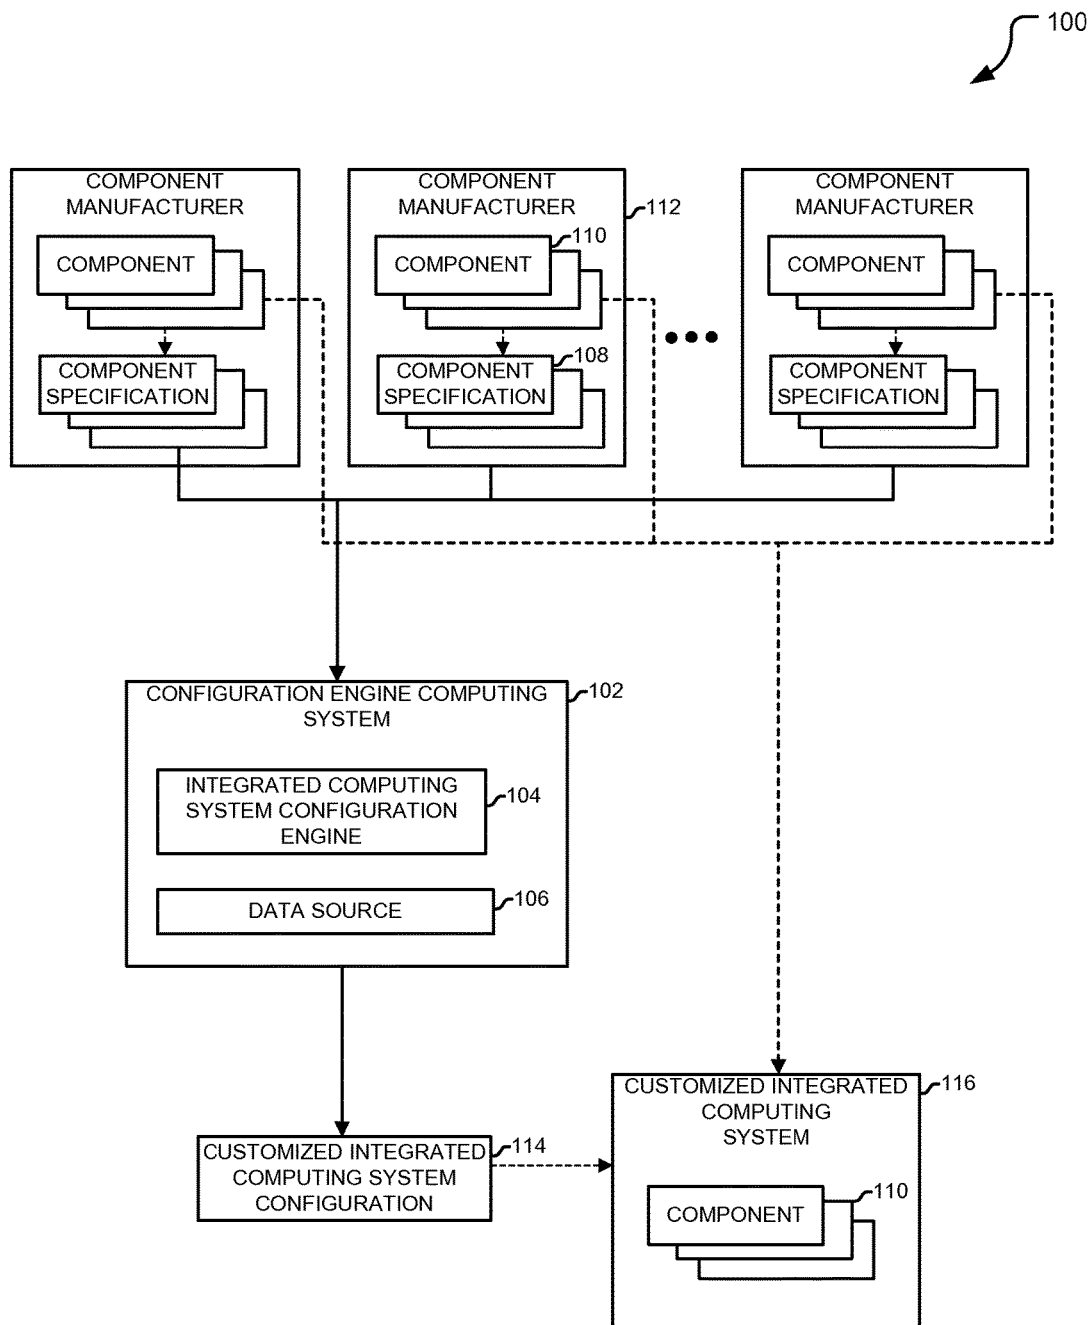 100
COMPONENT
MANUFACTURER
COMPONENT
COMPONENT
SPECIFICATION
COMPONENT
MANUFACTURER
112
110
COMPONENT
108
COMPONENT
SPECIFICATION
COMPONENT
MANUFACTURER
COMPONENT
COMPONENT
SPECIFICATION
CONFIGURATION ENGINE COMPUTING
SYSTEM
102
INTEGRATED COMPUTING
SYSTEM CONFIGURATION
ENGINE
104
DATA SOURCE
106
CUSTOMIZED INTEGRATED
COMPUTING SYSTEM
CONFIGURATION
114
CUSTOMIZED INTEGRATED
COMPUTING
SYSTEM
116
110
COMPONENT